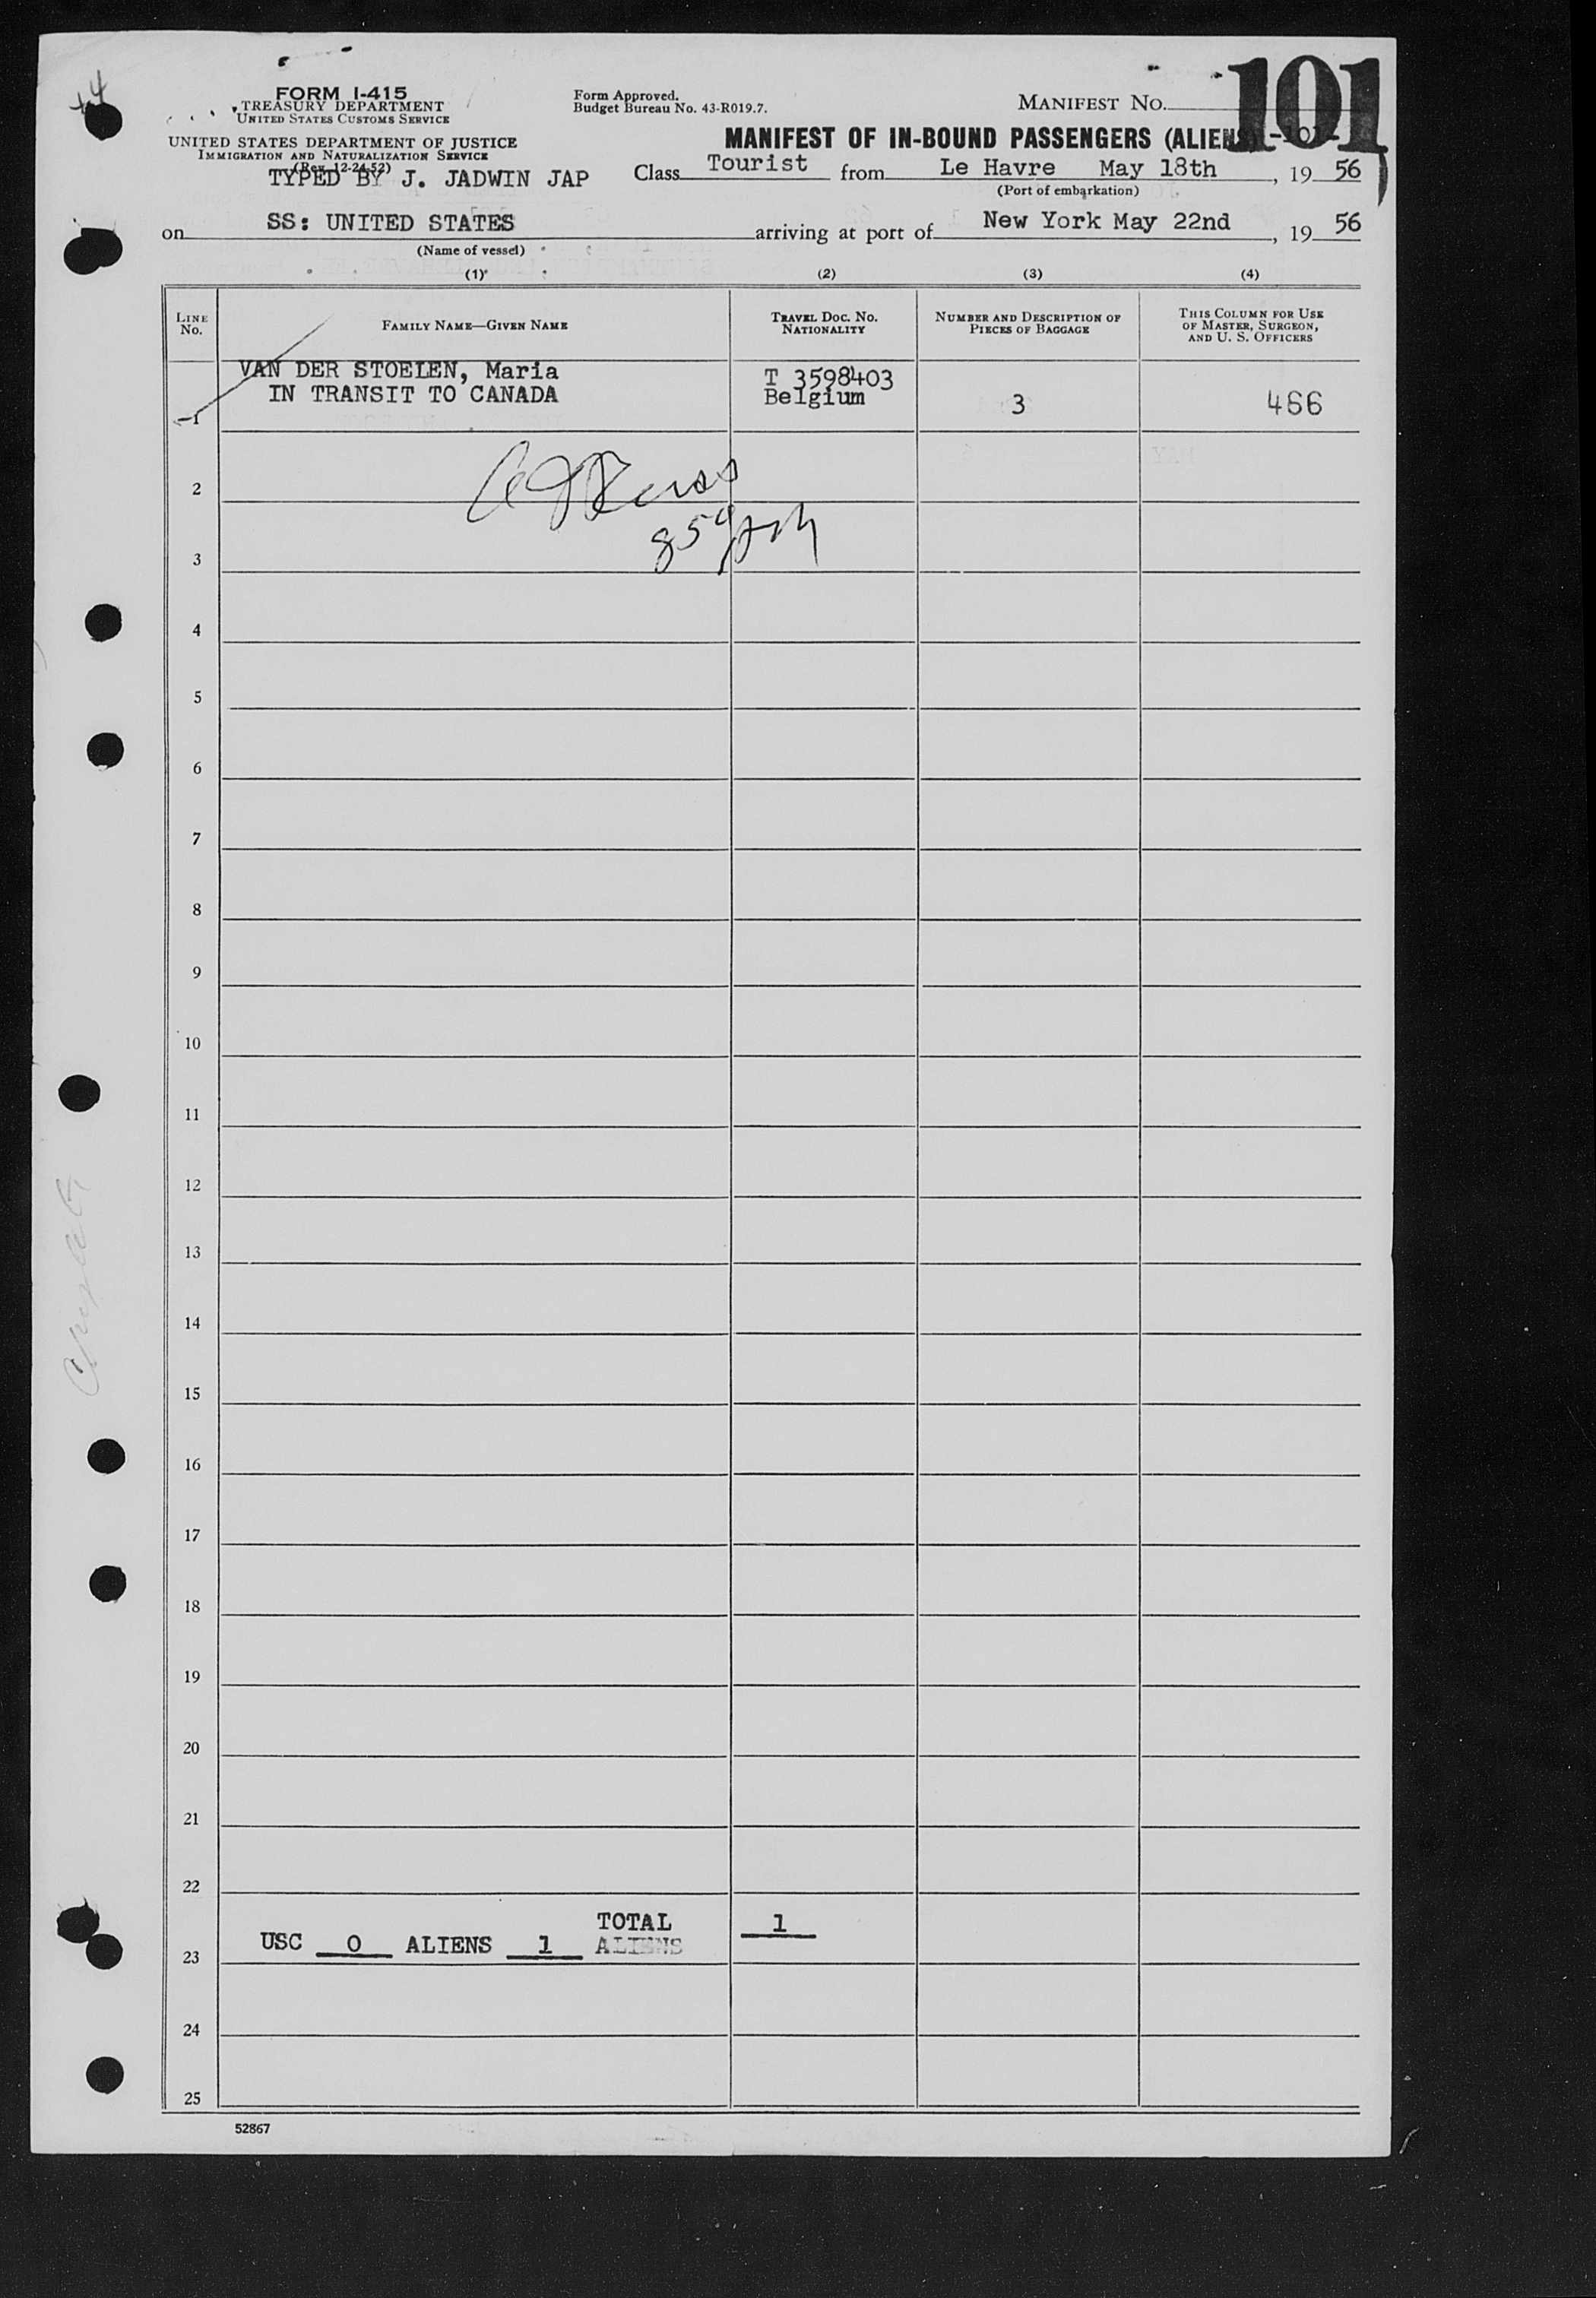 44
101
FORM I-415
TREASURY DEPARTMENT
UNITED STATES CUSTOMS SERVICE
UNITED STATES DEPARTMENT OF JUSTICE
IMMIGRATION AND NATURALIZATION SERVICE
(Rev. 12-24-52)
TYPED BY J. JADWIN JAP
Form Approved.
Budget Bureau No. 43-R019.7.
MANIFEST NO.
MANIFEST OF IN-BOUND PASSENGERS (ALIENS) -101-
Class Tourist from Le Havre May 18th, 19 56
(Port of embarkation)
on SS: UNITED STATES arriving at port of New York May 22nd, 19 56
(Name of vessel)
(1) (2) (3) (4)
LINE NO. FAMILY NAME—GIVEN NAME TRAVEL DOC. NO. NATIONALITY NUMBER AND DESCRIPTION OF PIECES OF BAGGAGE THIS COLUMN FOR USE OF MASTER, SURGEON, AND U. S. OFFICERS
VAN DER STOELEN, Maria T 3598403
1 IN TRANSIT TO CANADA Belgium 3 466
2
3
4
5
6
7
8
9
10
11
12
13
14
15
16
17
18
19
20
21
22
TOTAL 1
23 USC 0 ALIENS 1 ALIENS
24
25
52867